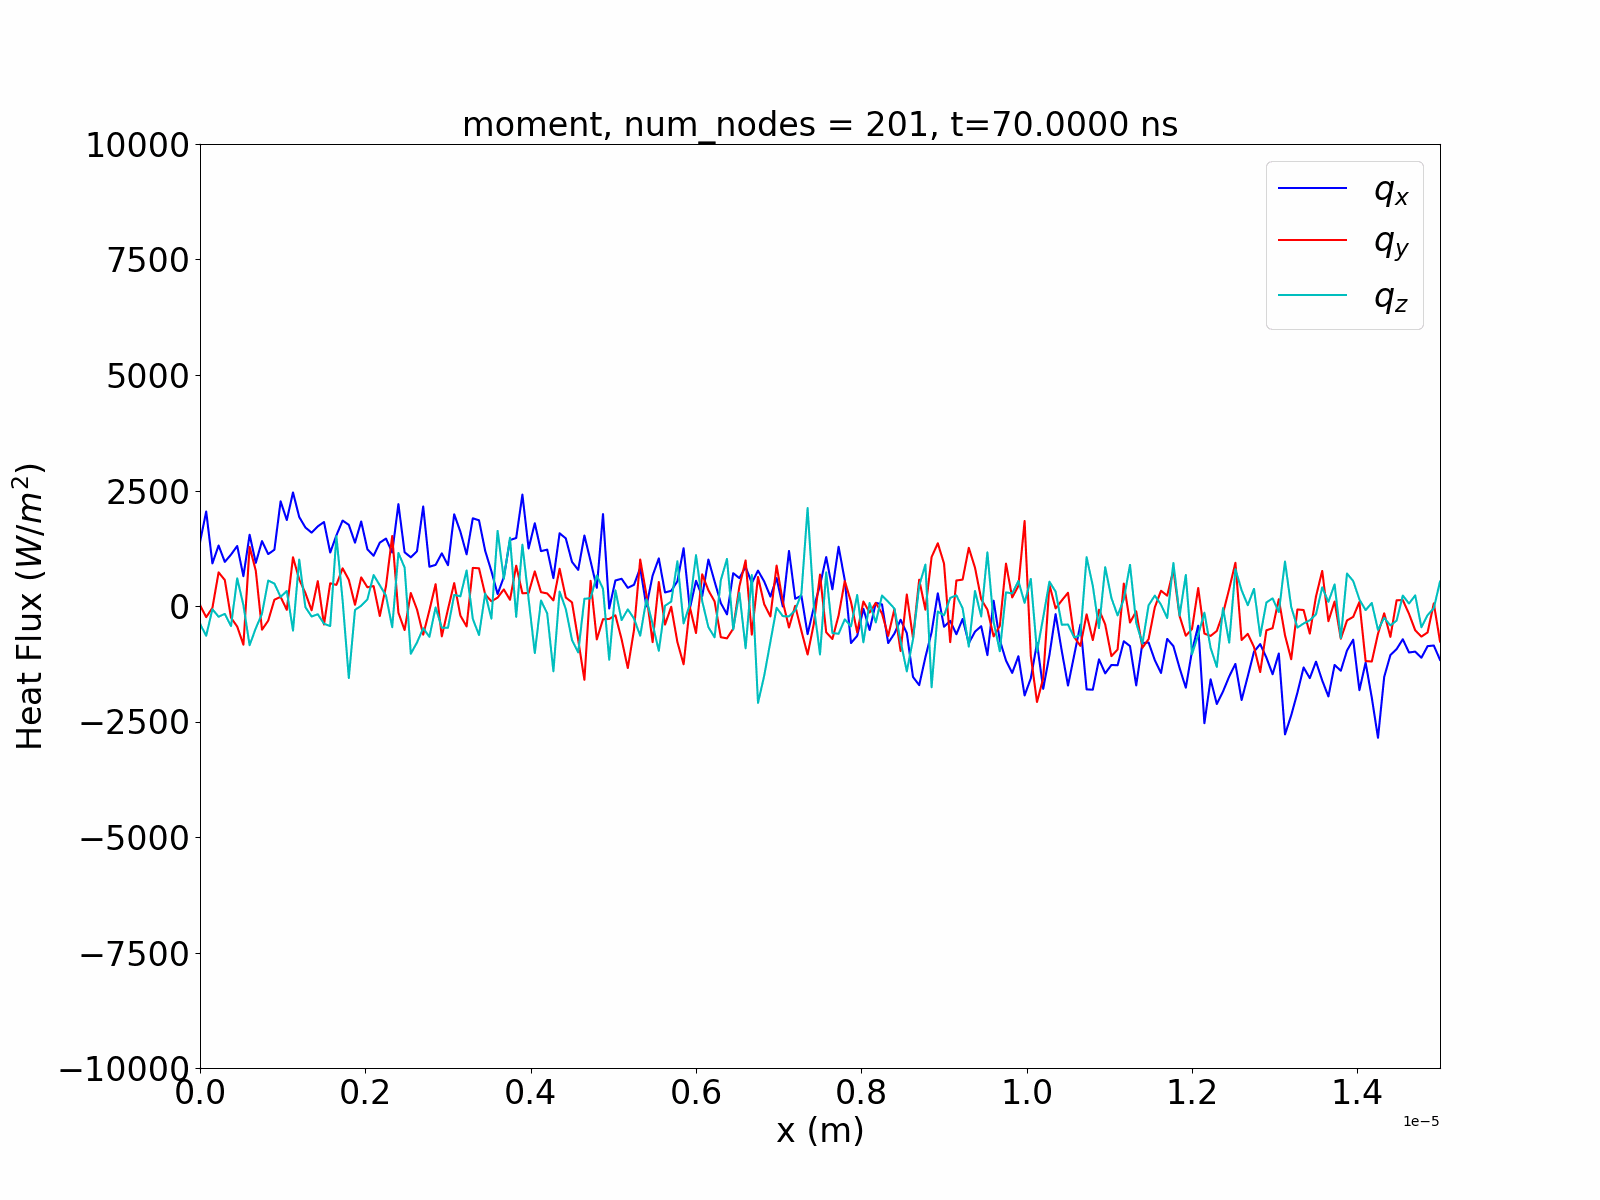 moment, num_nodes = 201, t=70.0000 ns
10000
7500
5000
2500
0
−2500
−5000
−7500
−10000
Heat Flux (W/m²)
q_x
q_y
q_z
0.0 0.2 0.4 0.6 0.8 1.0 1.2 1.4
1e−5
x (m)